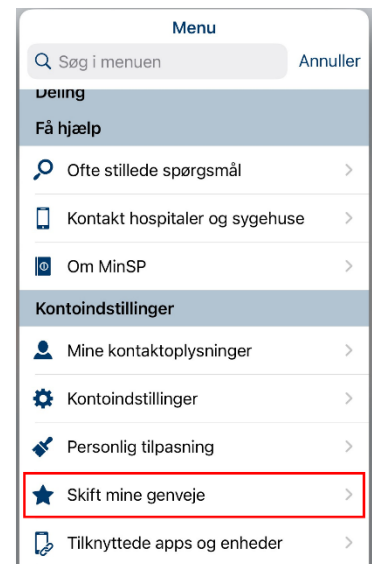 Menu
Søg i menuen
Annuller
Deling
Få hjælp
Ofte stillede spørgsmål
Kontakt hospitaler og sygehuse
Om MinSP
Kontoindstillinger
Mine kontaktoplysninger
Kontoindstillinger
Personlig tilpasning
Skift mine genveje
Tilknyttede apps og enheder